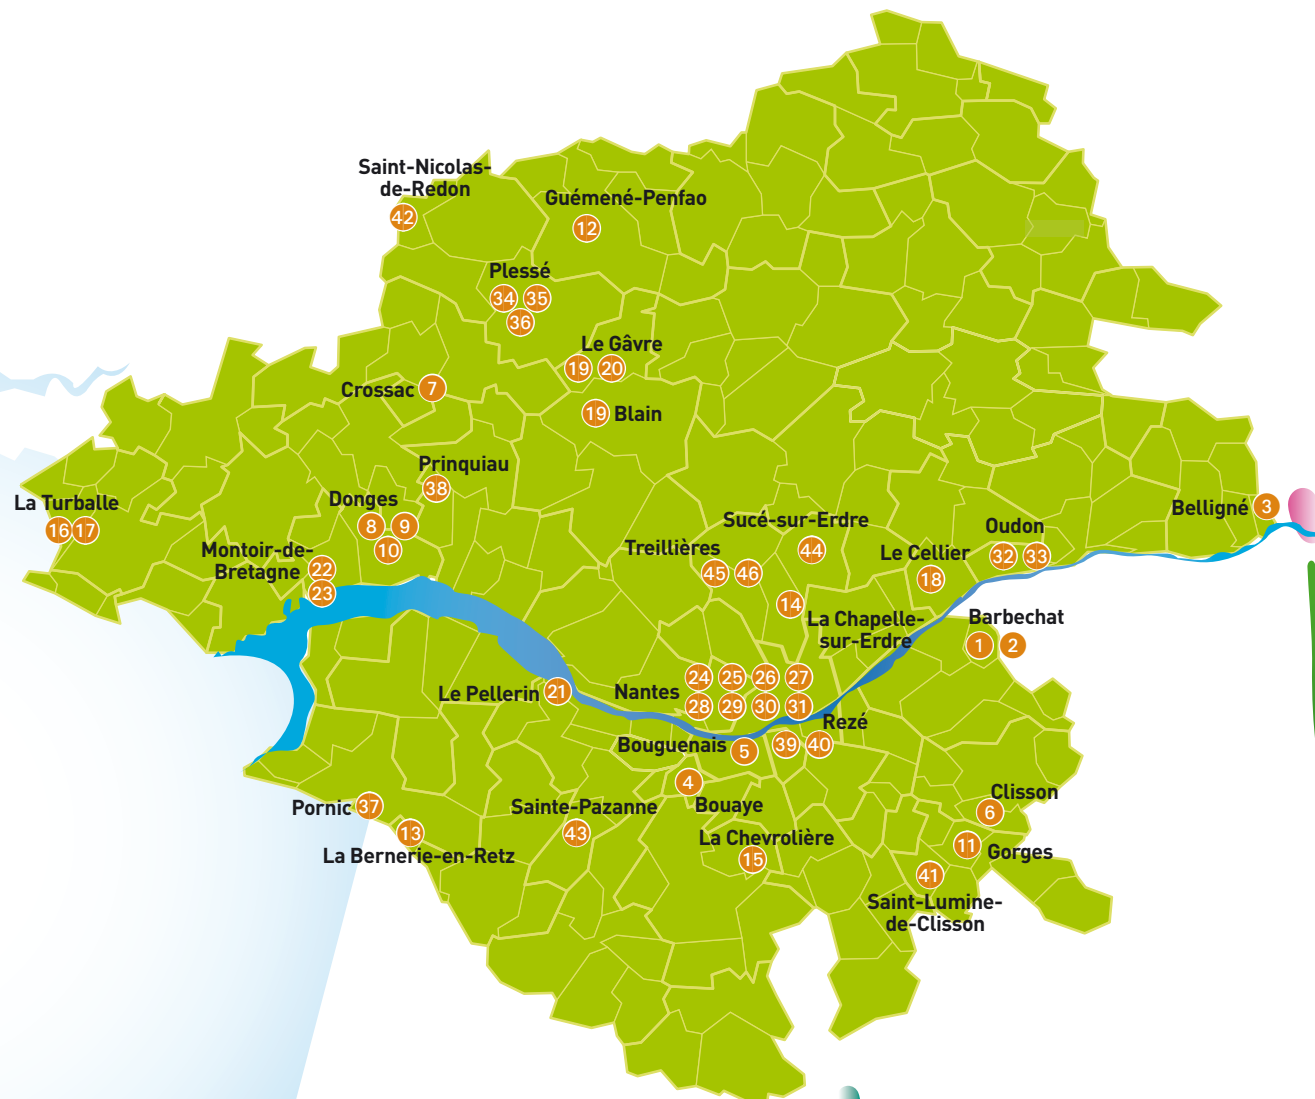 Saint-Nicolas-
de-Redon
42
Guémené-Penfao
12
Plessé
34 35
36
Le Gâvre
19 20
Crossac 7
19 Blain
Prinquiau
38
La Turballe
16 17
Donges
8 9
10
Montoir-de-
Bretagne
22
23
Sucé-sur-Erdre
44
Treillières
45 46
14
La Chapelle-
sur-Erdre
Le Cellier
18
Oudon
32 33
Belligné 3
Barbechat
1 2
Le Pellerin 21
Nantes
24 25 26 27
28 29 30 31
Rezé
39 40
Bouguenais 5
4
Bouaye
Pornic 37
13
La Bernerie-en-Retz
Sainte-Pazanne
43
La Chevrolière
15
Clisson
6
11 Gorges
41
Saint-Lumine-
de-Clisson